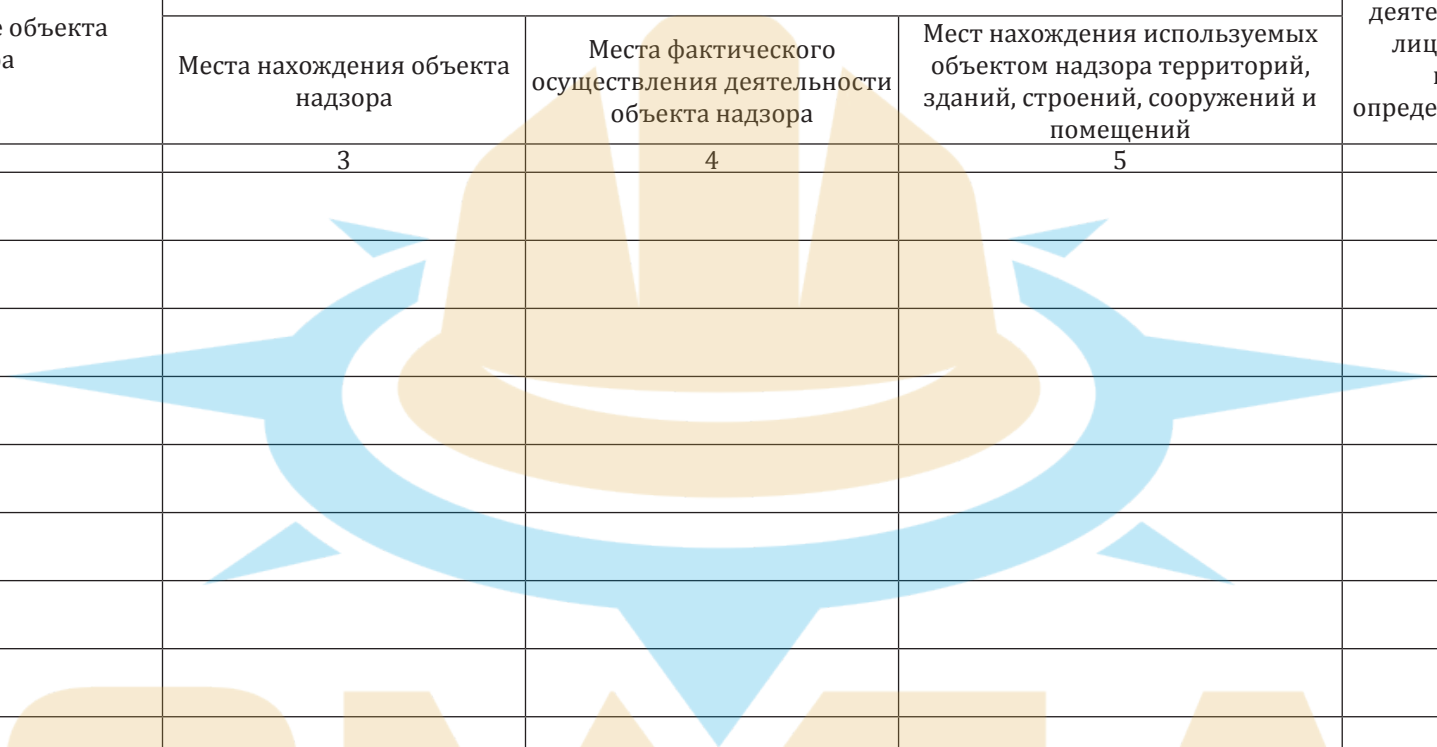 е объекта
Места нахождения объекта
надзора
Места фактического
осуществления деятельности
объекта надзора
Мест нахождения используемых
объектом надзора территорий,
зданий, строений, сооружений и
помещений
деяте
лиц
опреде
3
4
5